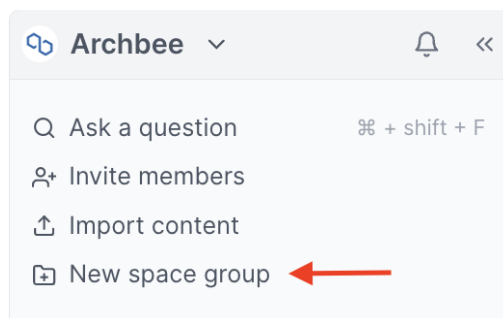 Archbee
Ask a question ⌘ + shift + F
Invite members
Import content
New space group